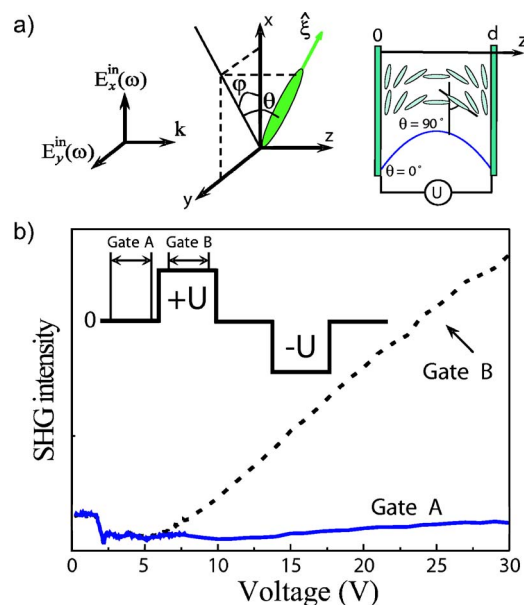 a)
x
ξ̂
E_x^in(ω)
φ
θ
k
z
E_y^in(ω)
y
0
d
z
θ = 90°
θ = 0°
U
b)
Gate A
Gate B
+U
0
-U
SHG intensity
Gate B
Gate A
0
5
10
15
20
25
30
Voltage (V)